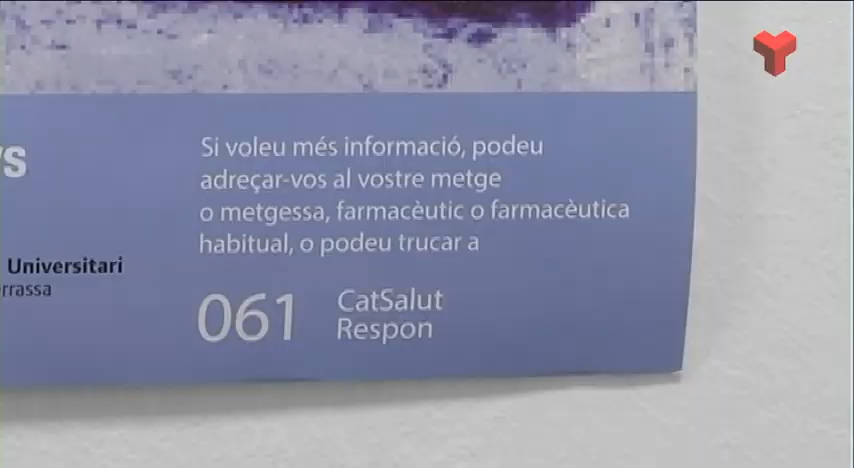 Si voleu més informació, podeu
adreçar-vos al vostre metge
o metgessa, farmacèutic o farmacèutica
habitual, o podeu trucar a
Universitari
061
CatSalut
Respon